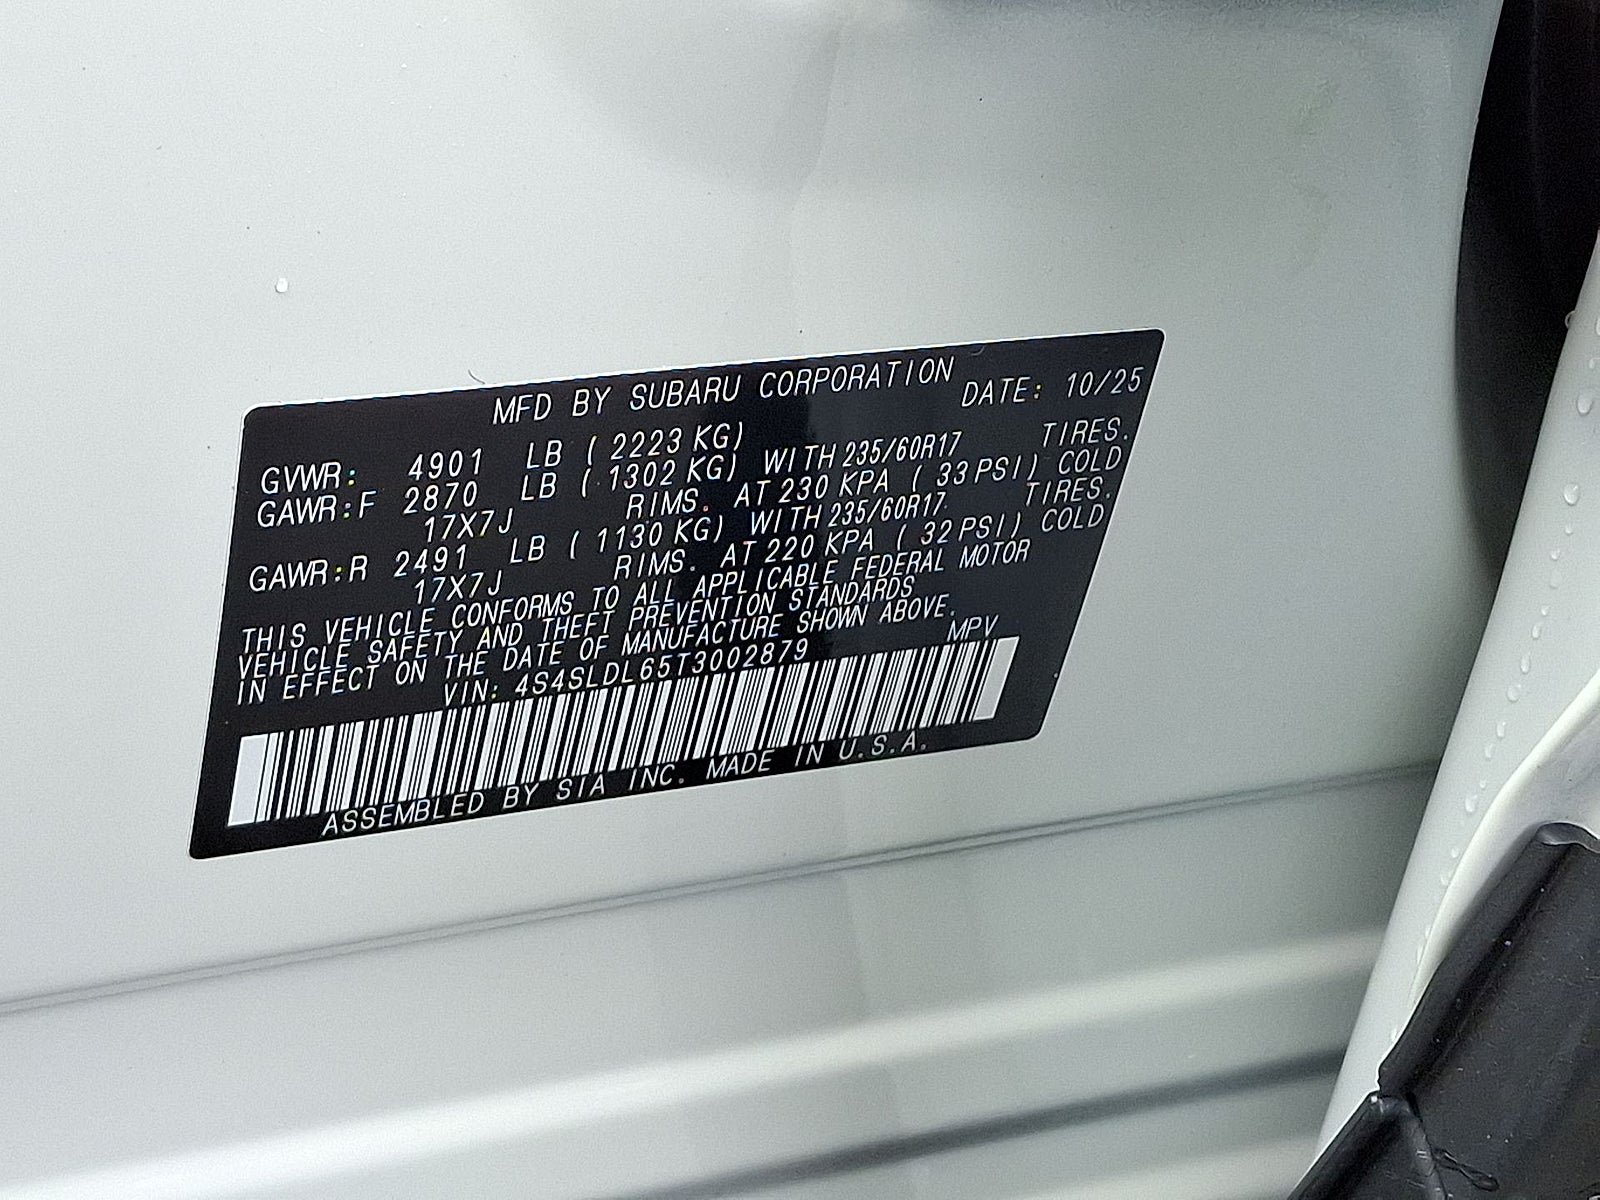 MFD BY SUBARU CORPORATION
DATE: 10/25
GVWR: 4901 LB ( 2223 KG)
GAWR:F 2870 LB ( 1302 KG) WITH 235/60R17 TIRES.
17X7J RIMS. AT 230 KPA ( 33 PSI) COLD
GAWR:R 2491 LB ( 1130 KG) WITH 235/60R17 TIRES.
17X7J RIMS. AT 220 KPA ( 32 PSI) COLD
THIS VEHICLE CONFORMS TO ALL APPLICABLE FEDERAL MOTOR
VEHICLE SAFETY AND THEFT PREVENTION STANDARDS
IN EFFECT ON THE DATE OF MANUFACTURE SHOWN ABOVE.
VIN: 4S4SLDL65T3002879 MPV
ASSEMBLED BY SIA INC. MADE IN U.S.A.